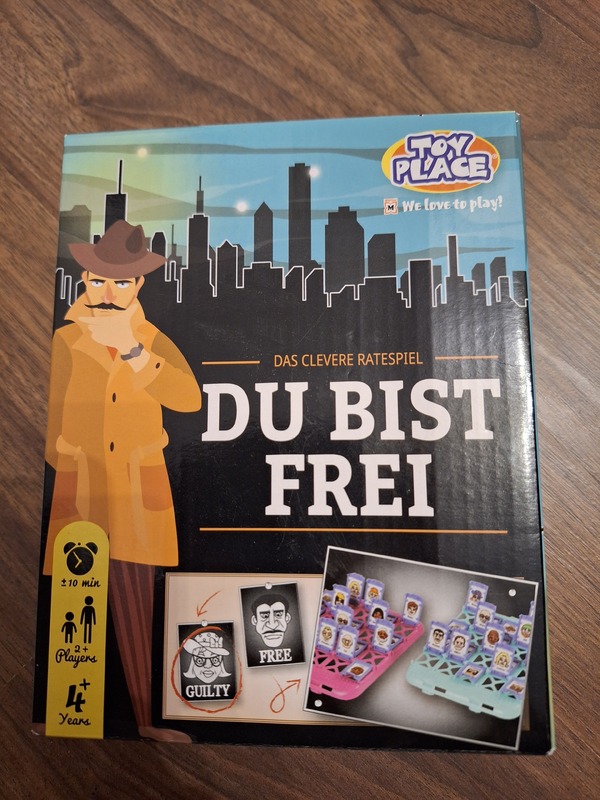 TOY
PLACE
M We love to play!
DAS CLEVERE RATESPIEL
DU BIST
FREI
± 10 min
2+
Players
4+
Years
GUILTY
FREE